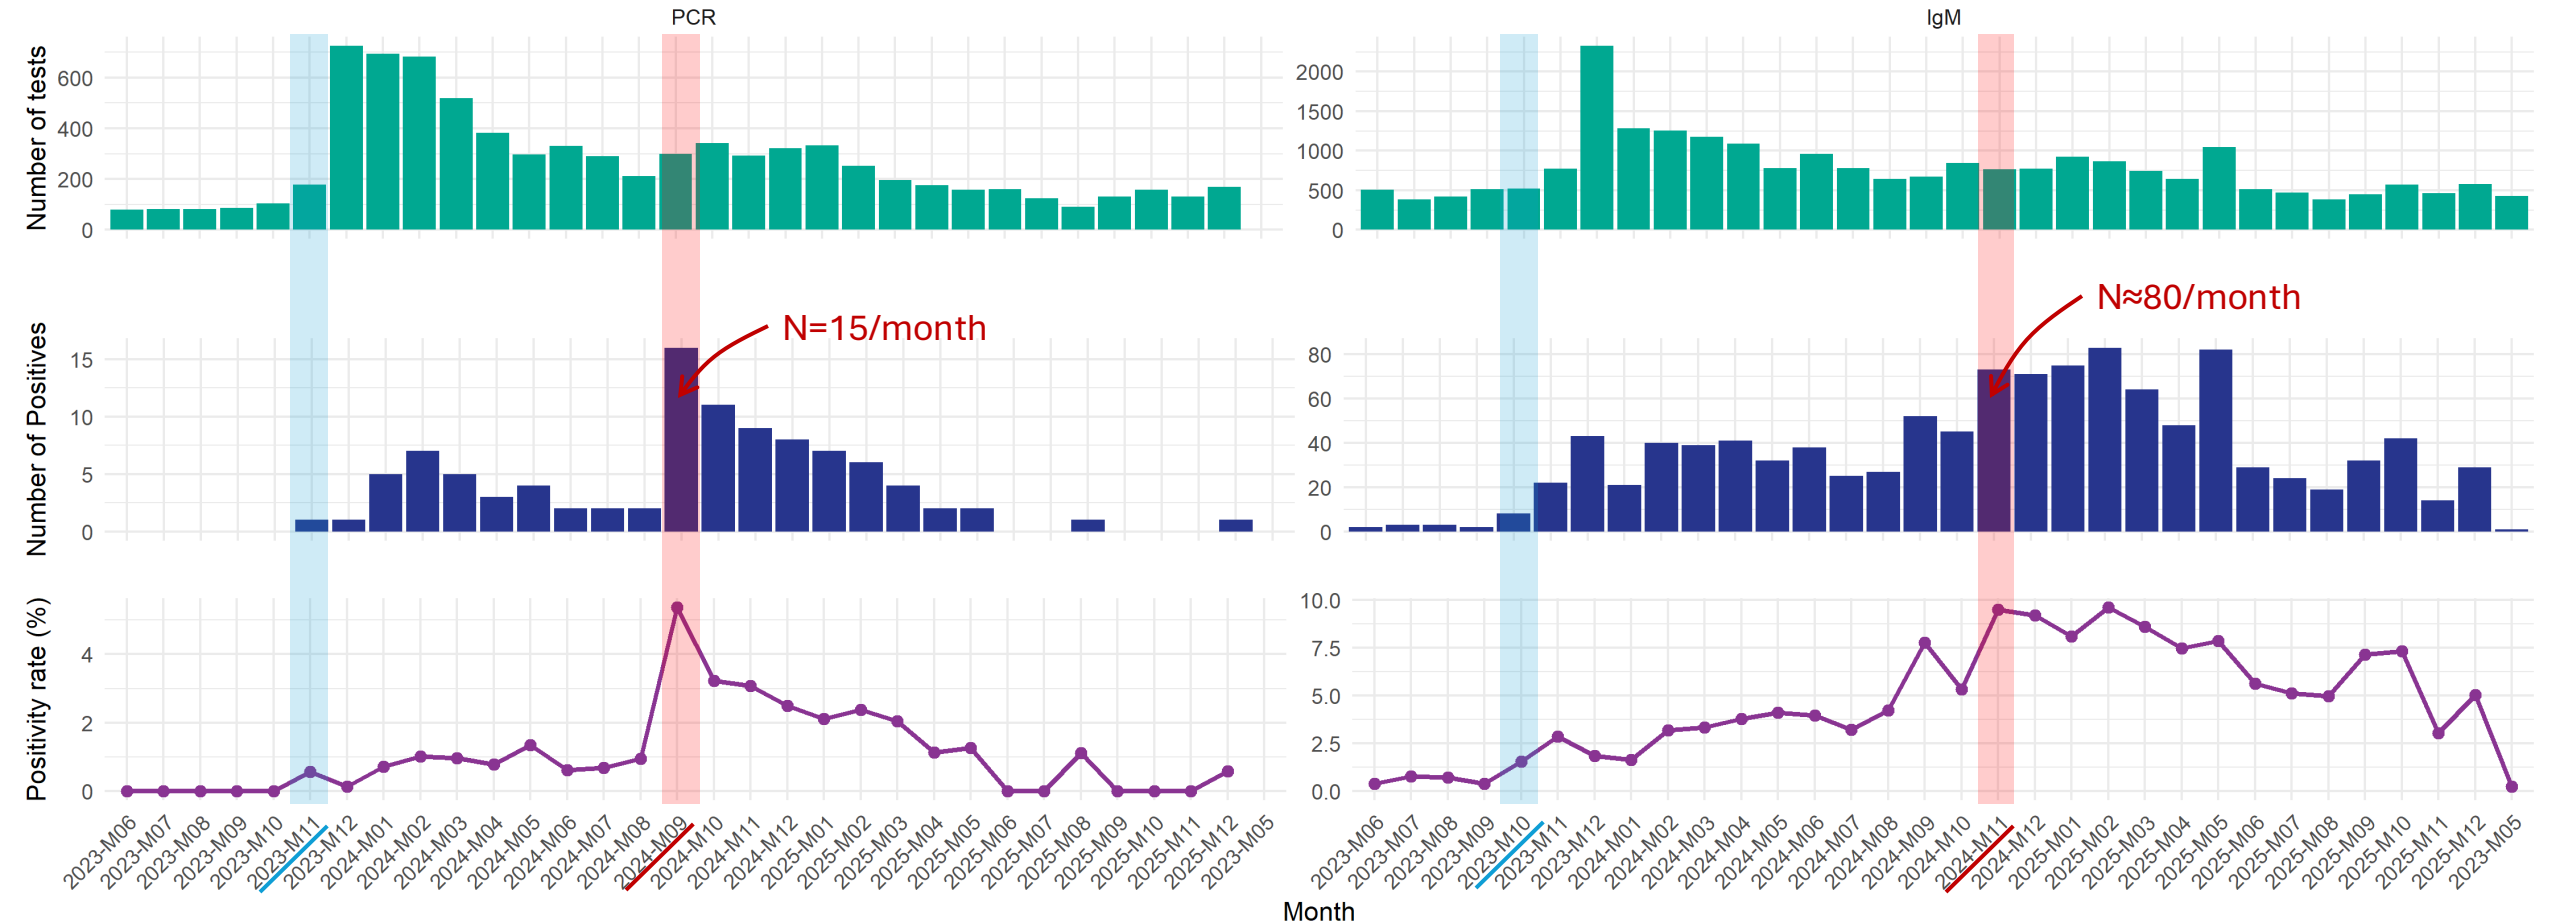 PCR
IgM
Number of tests
600
400
200
0
2000
1500
1000
500
0
N=15/month
N≈80/month
Number of Positives
15
10
5
0
80
60
40
20
0
Positivity rate (%)
4
2
0
10.0
7.5
5.0
2.5
0.0
2023-M06
2023-M07
2023-M08
2023-M09
2023-M10
2023-M11
2023-M12
2024-M01
2024-M02
2024-M03
2024-M04
2024-M05
2024-M06
2024-M07
2024-M08
2024-M09
2024-M10
2024-M11
2024-M12
2025-M01
2025-M02
2025-M03
2025-M04
2025-M05
2025-M06
2025-M07
2025-M08
2025-M09
2025-M10
2025-M11
2025-M12
2023-M05
2023-M06
2023-M07
2023-M08
2023-M09
2023-M10
2023-M11
2023-M12
2024-M01
2024-M02
2024-M03
2024-M04
2024-M05
2024-M06
2024-M07
2024-M08
2024-M09
2024-M10
2024-M11
2024-M12
2025-M01
2025-M02
2025-M03
2025-M04
2025-M05
2025-M06
2025-M07
2025-M08
2025-M09
2025-M10
2025-M11
2025-M12
2023-M05
Month